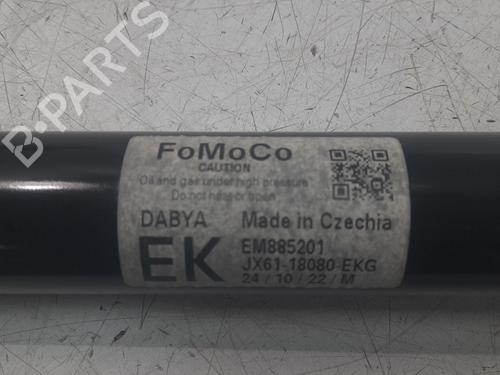 B-PARTS
FoMoCo
CAUTION
Oil and gas under high pressure
Do not heat or open
DABYA Made in Czechia
EK
EM885201
JX61-18080-EKG
24/10/22/M
B-PARTS